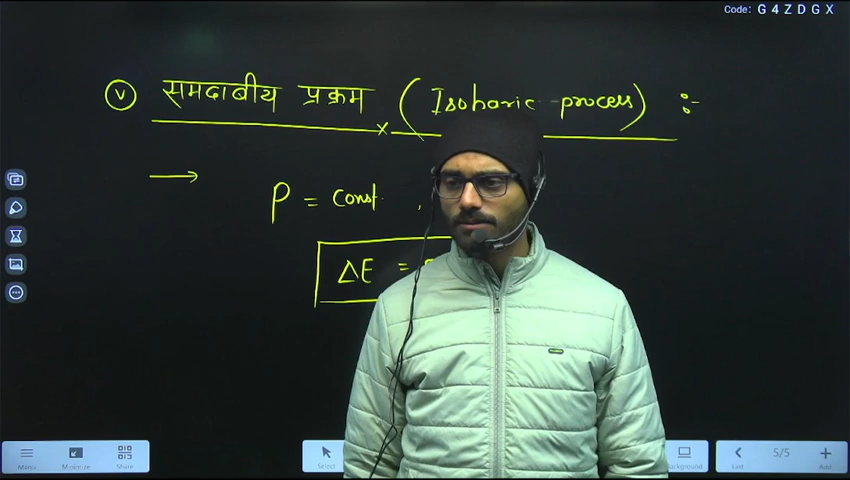 Code: G 4 Z D G X
(v) समदाबीय प्रक्रम (Isobaric process) :-
→ P = Const. ,
ΔE =
Menu Minimize Share Select Background Last 5/5 Add